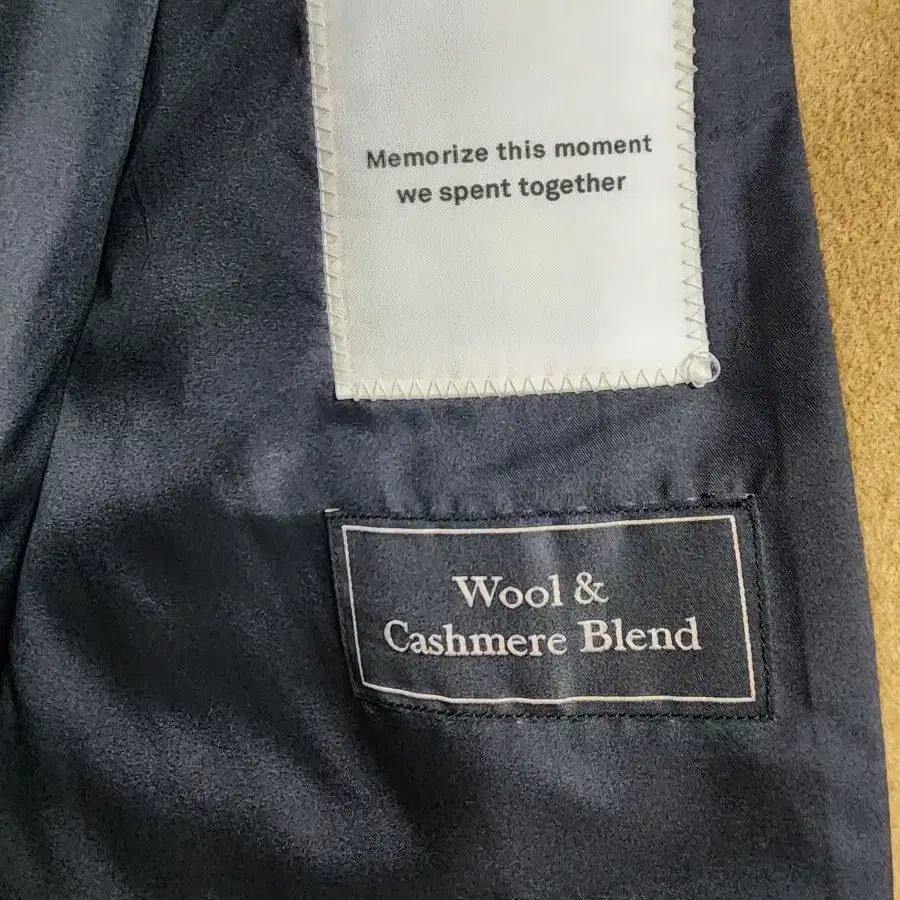 Memorize this moment
we spent together
Wool &
Cashmere Blend